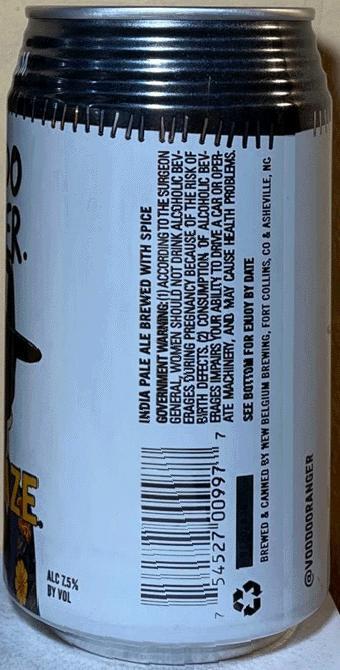 OO
ER.
ZE
ALC 7.5%
BY VOL
INDIA PALE ALE BREWED WITH SPICE
GOVERNMENT WARNING: (1) ACCORDING TO THE SURGEON
GENERAL, WOMEN SHOULD NOT DRINK ALCOHOLIC BEV-
ERAGES DURING PREGNANCY BECAUSE OF THE RISK OF
BIRTH DEFECTS. (2) CONSUMPTION OF ALCOHOLIC BEV-
ERAGES IMPAIRS YOUR ABILITY TO DRIVE A CAR OR OPER-
ATE MACHINERY, AND MAY CAUSE HEALTH PROBLEMS.
SEE BOTTOM FOR ENJOY BY DATE
BREWED & CANNED BY NEW BELGIUM BREWING, FORT COLLINS, CO & ASHEVILLE, NC
7 54527 00997 7
@VOODOORANGER